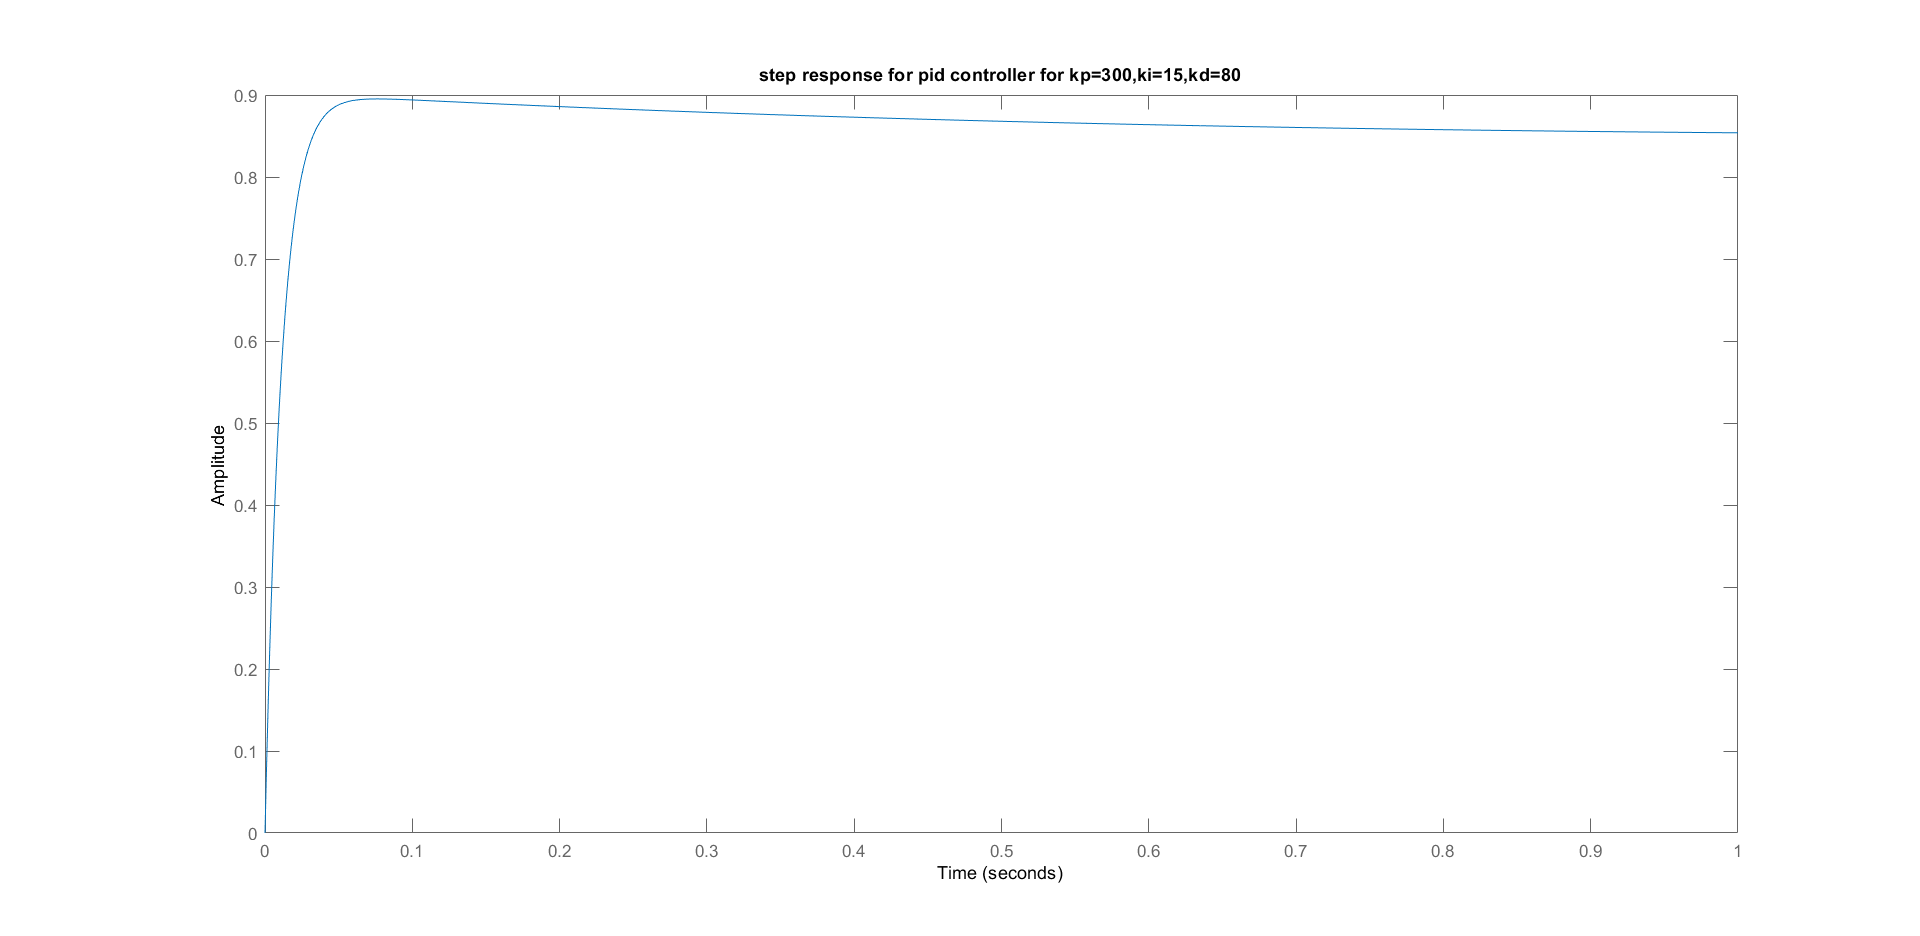 step response for pid controller for kp=300,ki=15,kd=80
0.9
0.8
0.7
0.6
0.5
0.4
0.3
0.2
0.1
0
Amplitude
0 0.1 0.2 0.3 0.4 0.5 0.6 0.7 0.8 0.9 1
Time (seconds)